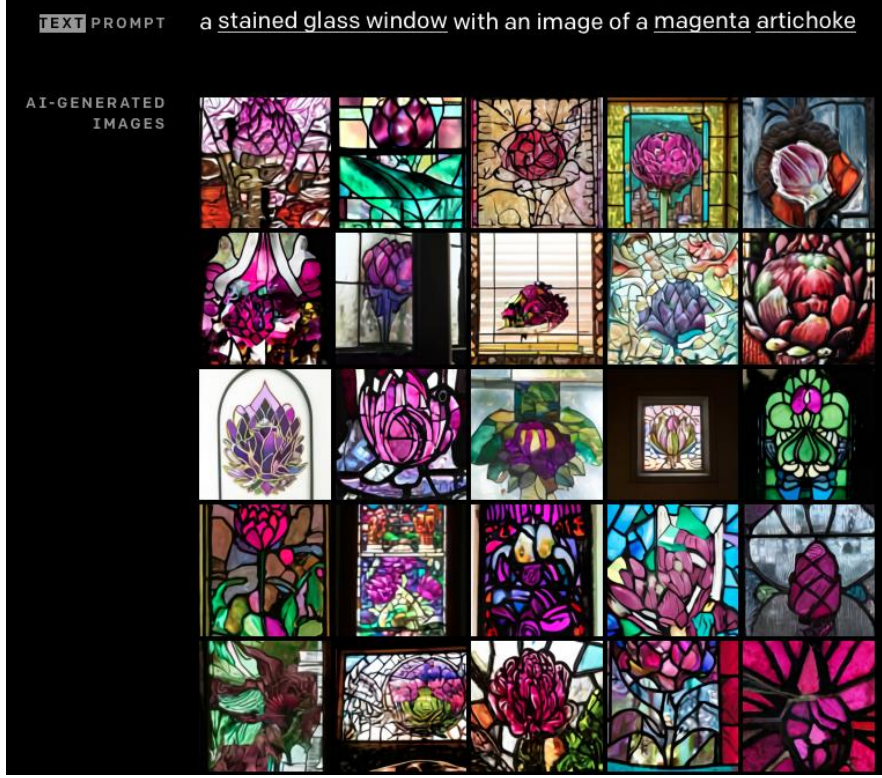 TEXT PROMPT a stained glass window with an image of a magenta artichoke
AI-GENERATED
IMAGES